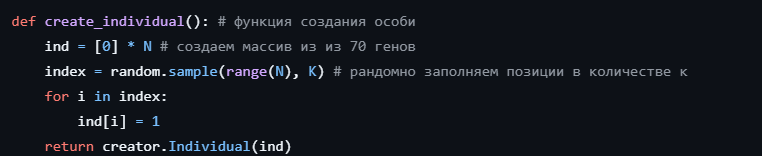 def create_individual(): # функция создания особи
    ind = [0] * N # создаем массив из из 70 генов
    index = random.sample(range(N), K) # рандомно заполняем позиции в количестве к
    for i in index:
        ind[i] = 1
    return creator.Individual(ind)